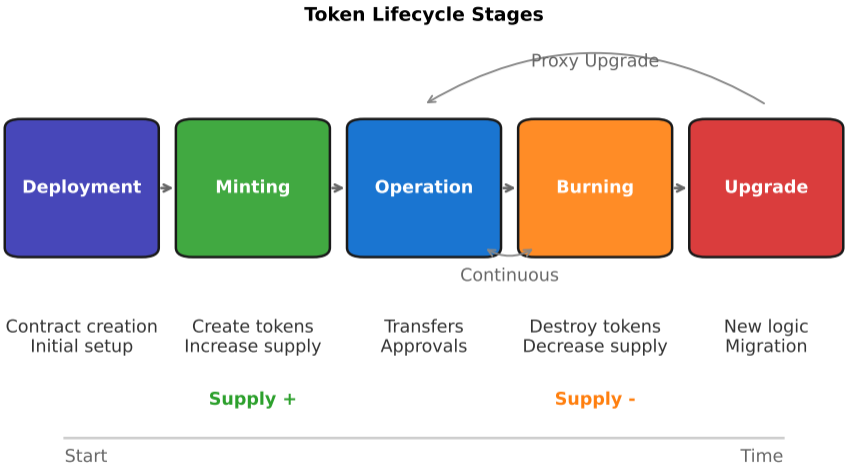 Token Lifecycle Stages
Proxy Upgrade
Deployment
Minting
Operation
Burning
Upgrade
Continuous
Contract creation
Initial setup
Create tokens
Increase supply
Transfers
Approvals
Destroy tokens
Decrease supply
New logic
Migration
Supply +
Supply -
Start
Time